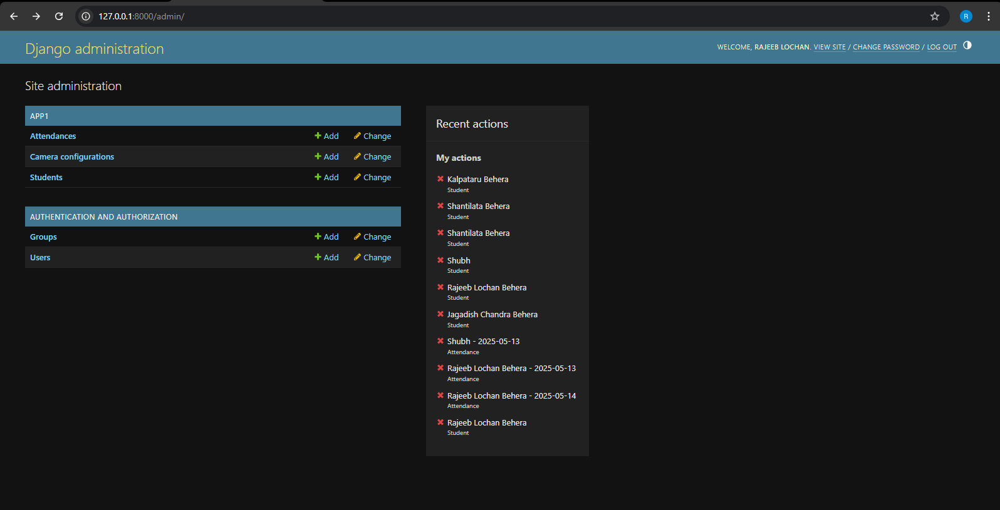 127.0.0.1:8000/admin/
R
Django administration
WELCOME, RAJEEB LOCHAN. VIEW SITE / CHANGE PASSWORD / LOG OUT
Site administration
APP1
Attendances Add Change
Camera configurations Add Change
Students Add Change
AUTHENTICATION AND AUTHORIZATION
Groups Add Change
Users Add Change
Recent actions
My actions
Kalpataru Behera
Student
Shantilata Behera
Student
Shantilata Behera
Student
Shubh
Student
Rajeeb Lochan Behera
Student
Jagadish Chandra Behera
Student
Shubh - 2025-05-13
Attendance
Rajeeb Lochan Behera - 2025-05-13
Attendance
Rajeeb Lochan Behera - 2025-05-14
Attendance
Rajeeb Lochan Behera
Student